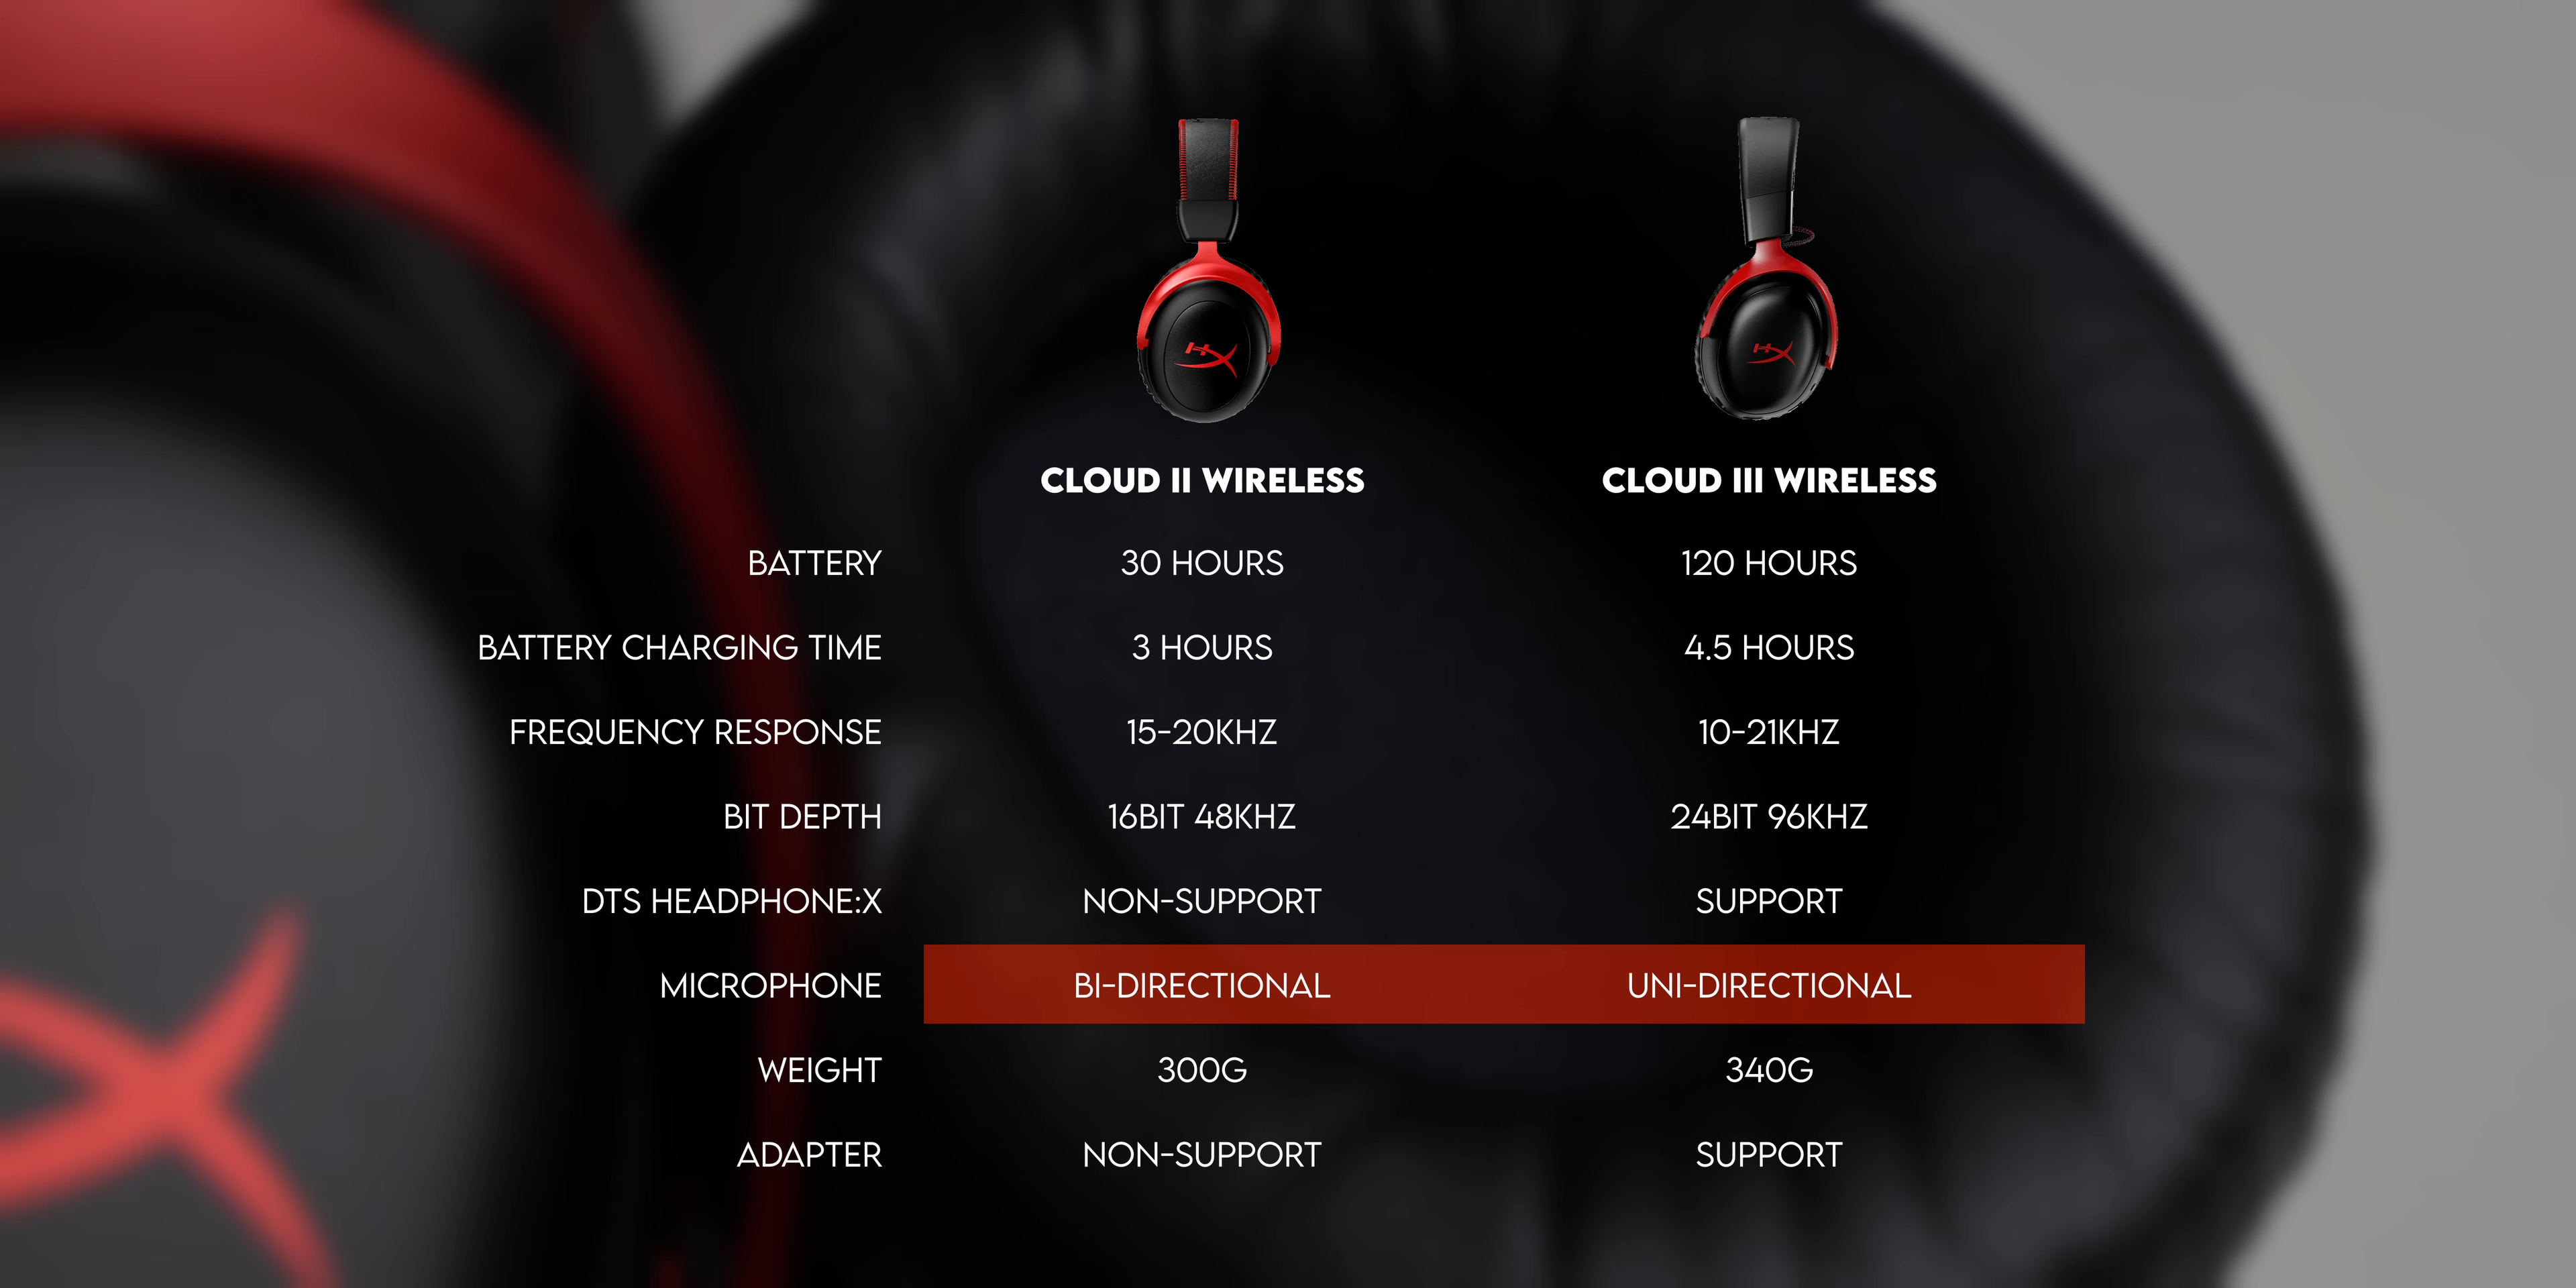 HX
HX
CLOUD II WIRELESS CLOUD III WIRELESS
BATTERY 30 HOURS 120 HOURS
BATTERY CHARGING TIME 3 HOURS 4.5 HOURS
FREQUENCY RESPONSE 15-20KHZ 10-21KHZ
BIT DEPTH 16BIT 48KHZ 24BIT 96KHZ
DTS HEADPHONE:X NON-SUPPORT SUPPORT
MICROPHONE BI-DIRECTIONAL UNI-DIRECTIONAL
WEIGHT 300G 340G
ADAPTER NON-SUPPORT SUPPORT